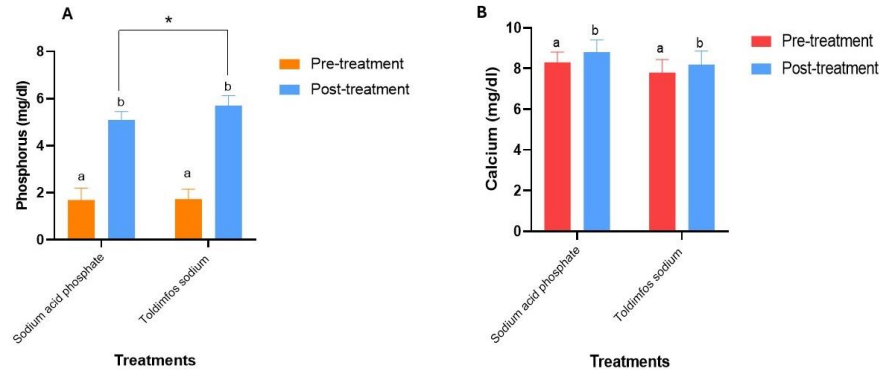 A
*
8
6
4
2
0
Phosphorus (mg/dl)
a
b
a
b
Pre-treatment
Post-treatment
Sodium acid phosphate
Toldimfos sodium
Treatments
B
10
8
6
4
2
0
Calcium (mg/dl)
a
b
a
b
Pre-treatment
Post-treatment
Sodium acid phosphate
Toldimfos sodium
Treatments